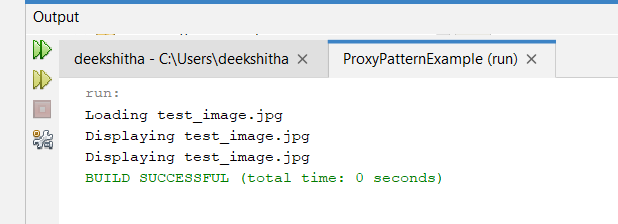 Output
deekshitha - C:\Users\deekshitha × ProxyPatternExample (run) ×
run:
Loading test_image.jpg
Displaying test_image.jpg
Displaying test_image.jpg
BUILD SUCCESSFUL (total time: 0 seconds)